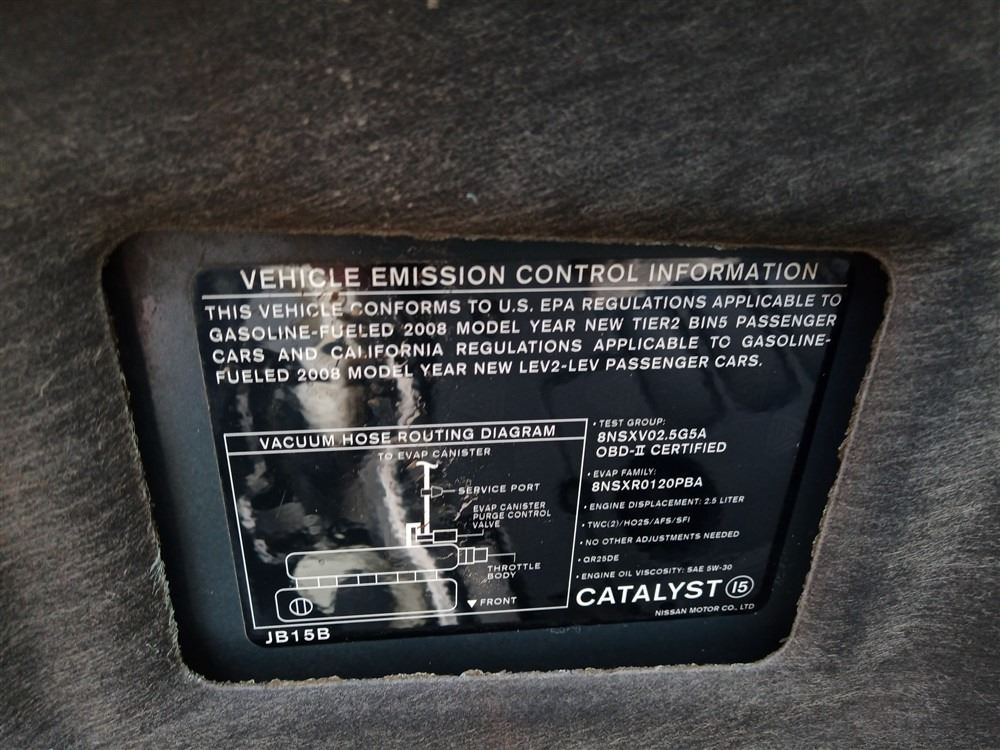 VEHICLE EMISSION CONTROL INFORMATION
THIS VEHICLE CONFORMS TO U.S. EPA REGULATIONS APPLICABLE TO
GASOLINE-FUELED 2008 MODEL YEAR NEW TIER2 BIN5 PASSENGER
CARS AND CALIFORNIA REGULATIONS APPLICABLE TO GASOLINE-
FUELED 2008 MODEL YEAR NEW LEV2-LEV PASSENGER CARS.
VACUUM HOSE ROUTING DIAGRAM
TO EVAP CANISTER
SERVICE PORT
EVAP CANISTER
PURGE CONTROL
VALVE
THROTTLE
BODY
▼ FRONT
JB15B
• TEST GROUP:
8NSXV02.5G5A
OBD-II CERTIFIED
• EVAP FAMILY:
8NSXR0120PBA
• ENGINE DISPLACEMENT: 2.5 LITER
• TWC(2)/HO2S/AFS/SFI
• NO OTHER ADJUSTMENTS NEEDED
• QR25DE
• ENGINE OIL VISCOSITY: SAE 5W-30
CATALYST 15
NISSAN MOTOR CO., LTD